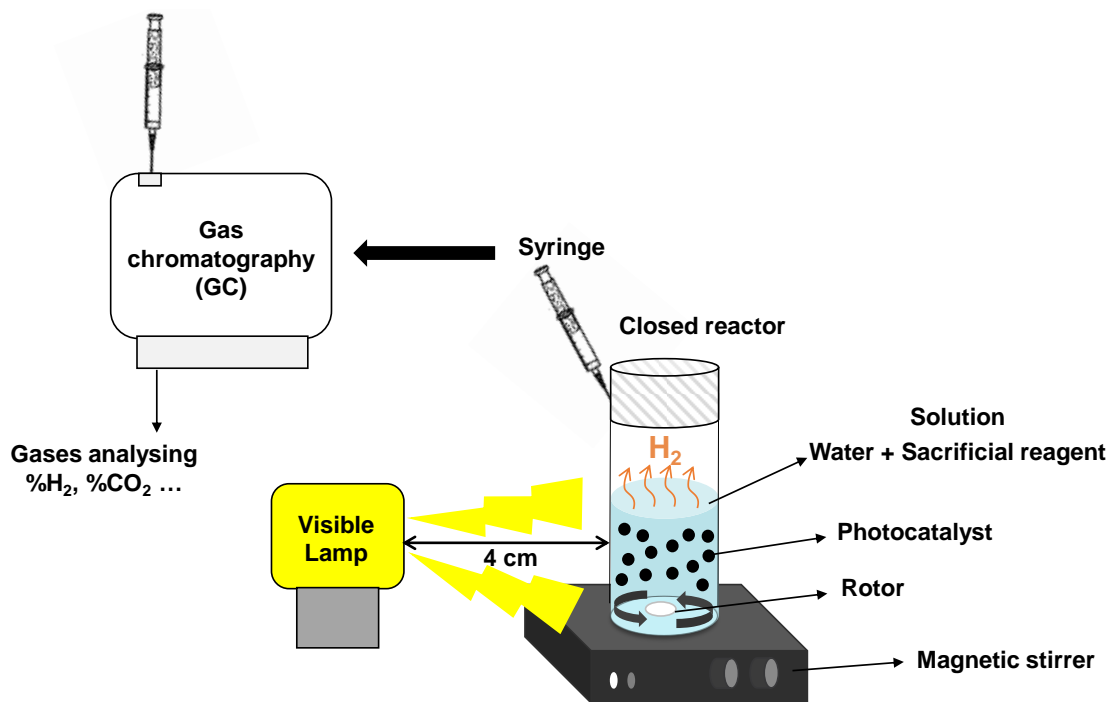 Gas
chromatography
(GC)
Syringe
Closed reactor
Solution
Water + Sacrificial reagent
H₂
Gases analysing
%H₂, %CO₂ ...
Visible
Lamp
4 cm
Photocatalyst
Rotor
Magnetic stirrer